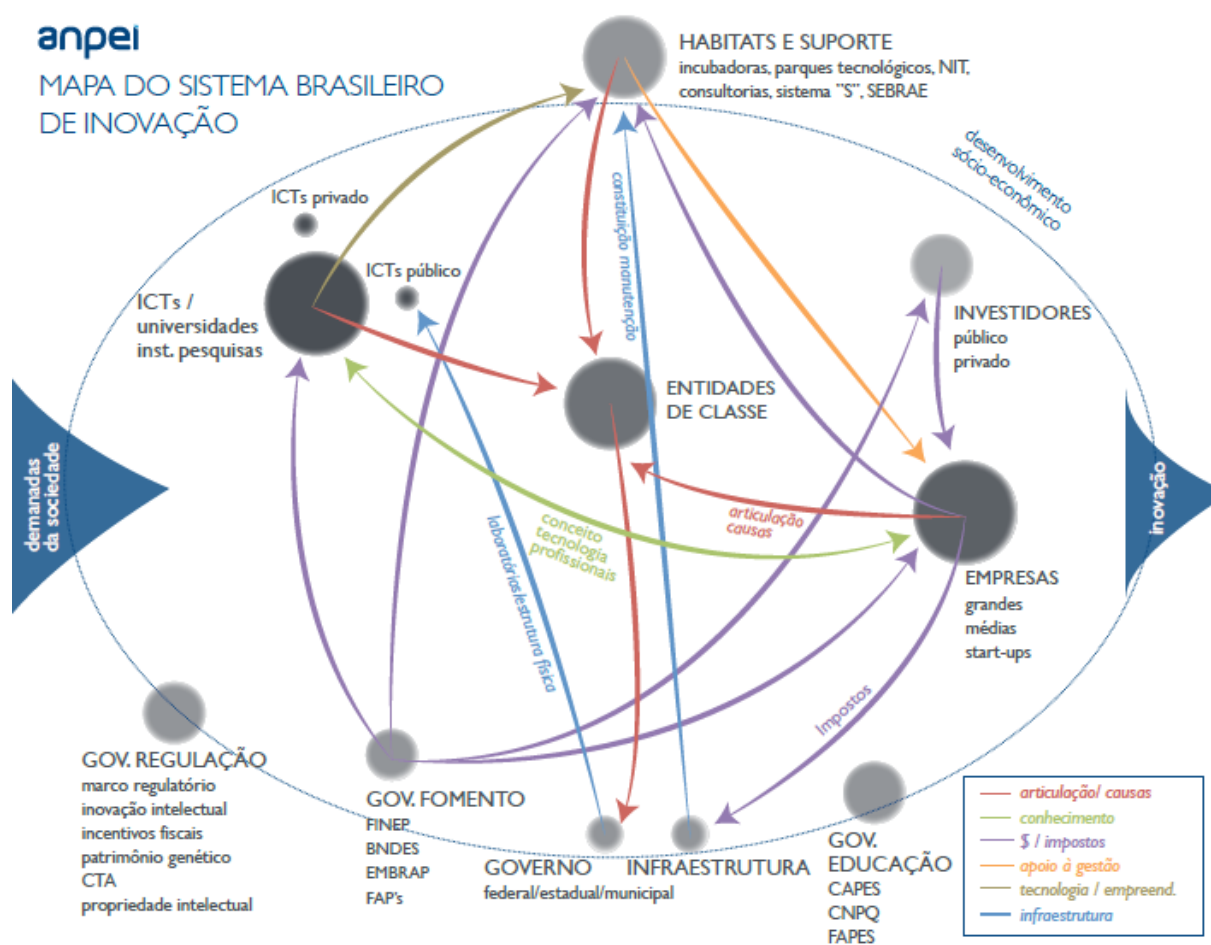 anpei
MAPA DO SISTEMA BRASILEIRO
DE INOVAÇÃO
HABITATS E SUPORTE
incubadoras, parques tecnológicos, NIT,
consultorias, sistema "S", SEBRAE
desenvolvimento
sócio-econômico
ICTs privado
ICTs público
ICTs /
universidades
inst. pesquisas
constituição manutenção
INVESTIDORES
público
privado
ENTIDADES
DE CLASSE
demanadas
da sociedade
inovação
articulação
causas
conceito
tecnologia
profissionais
laboratórios/estrutura física
EMPRESAS
grandes
médias
start-ups
Impostos
GOV. REGULAÇÃO
marco regulatório
inovação intelectual
incentivos fiscais
patrimônio genético
CTA
propriedade intelectual
GOV. FOMENTO
FINEP
BNDES
EMBRAP
FAP's
GOVERNO
federal/estadual/municipal
INFRAESTRUTURA
GOV.
EDUCAÇÃO
CAPES
CNPQ
FAPES
articulação/ causas
conhecimento
$ / impostos
apoio à gestão
tecnologia / empreend.
infraestrutura